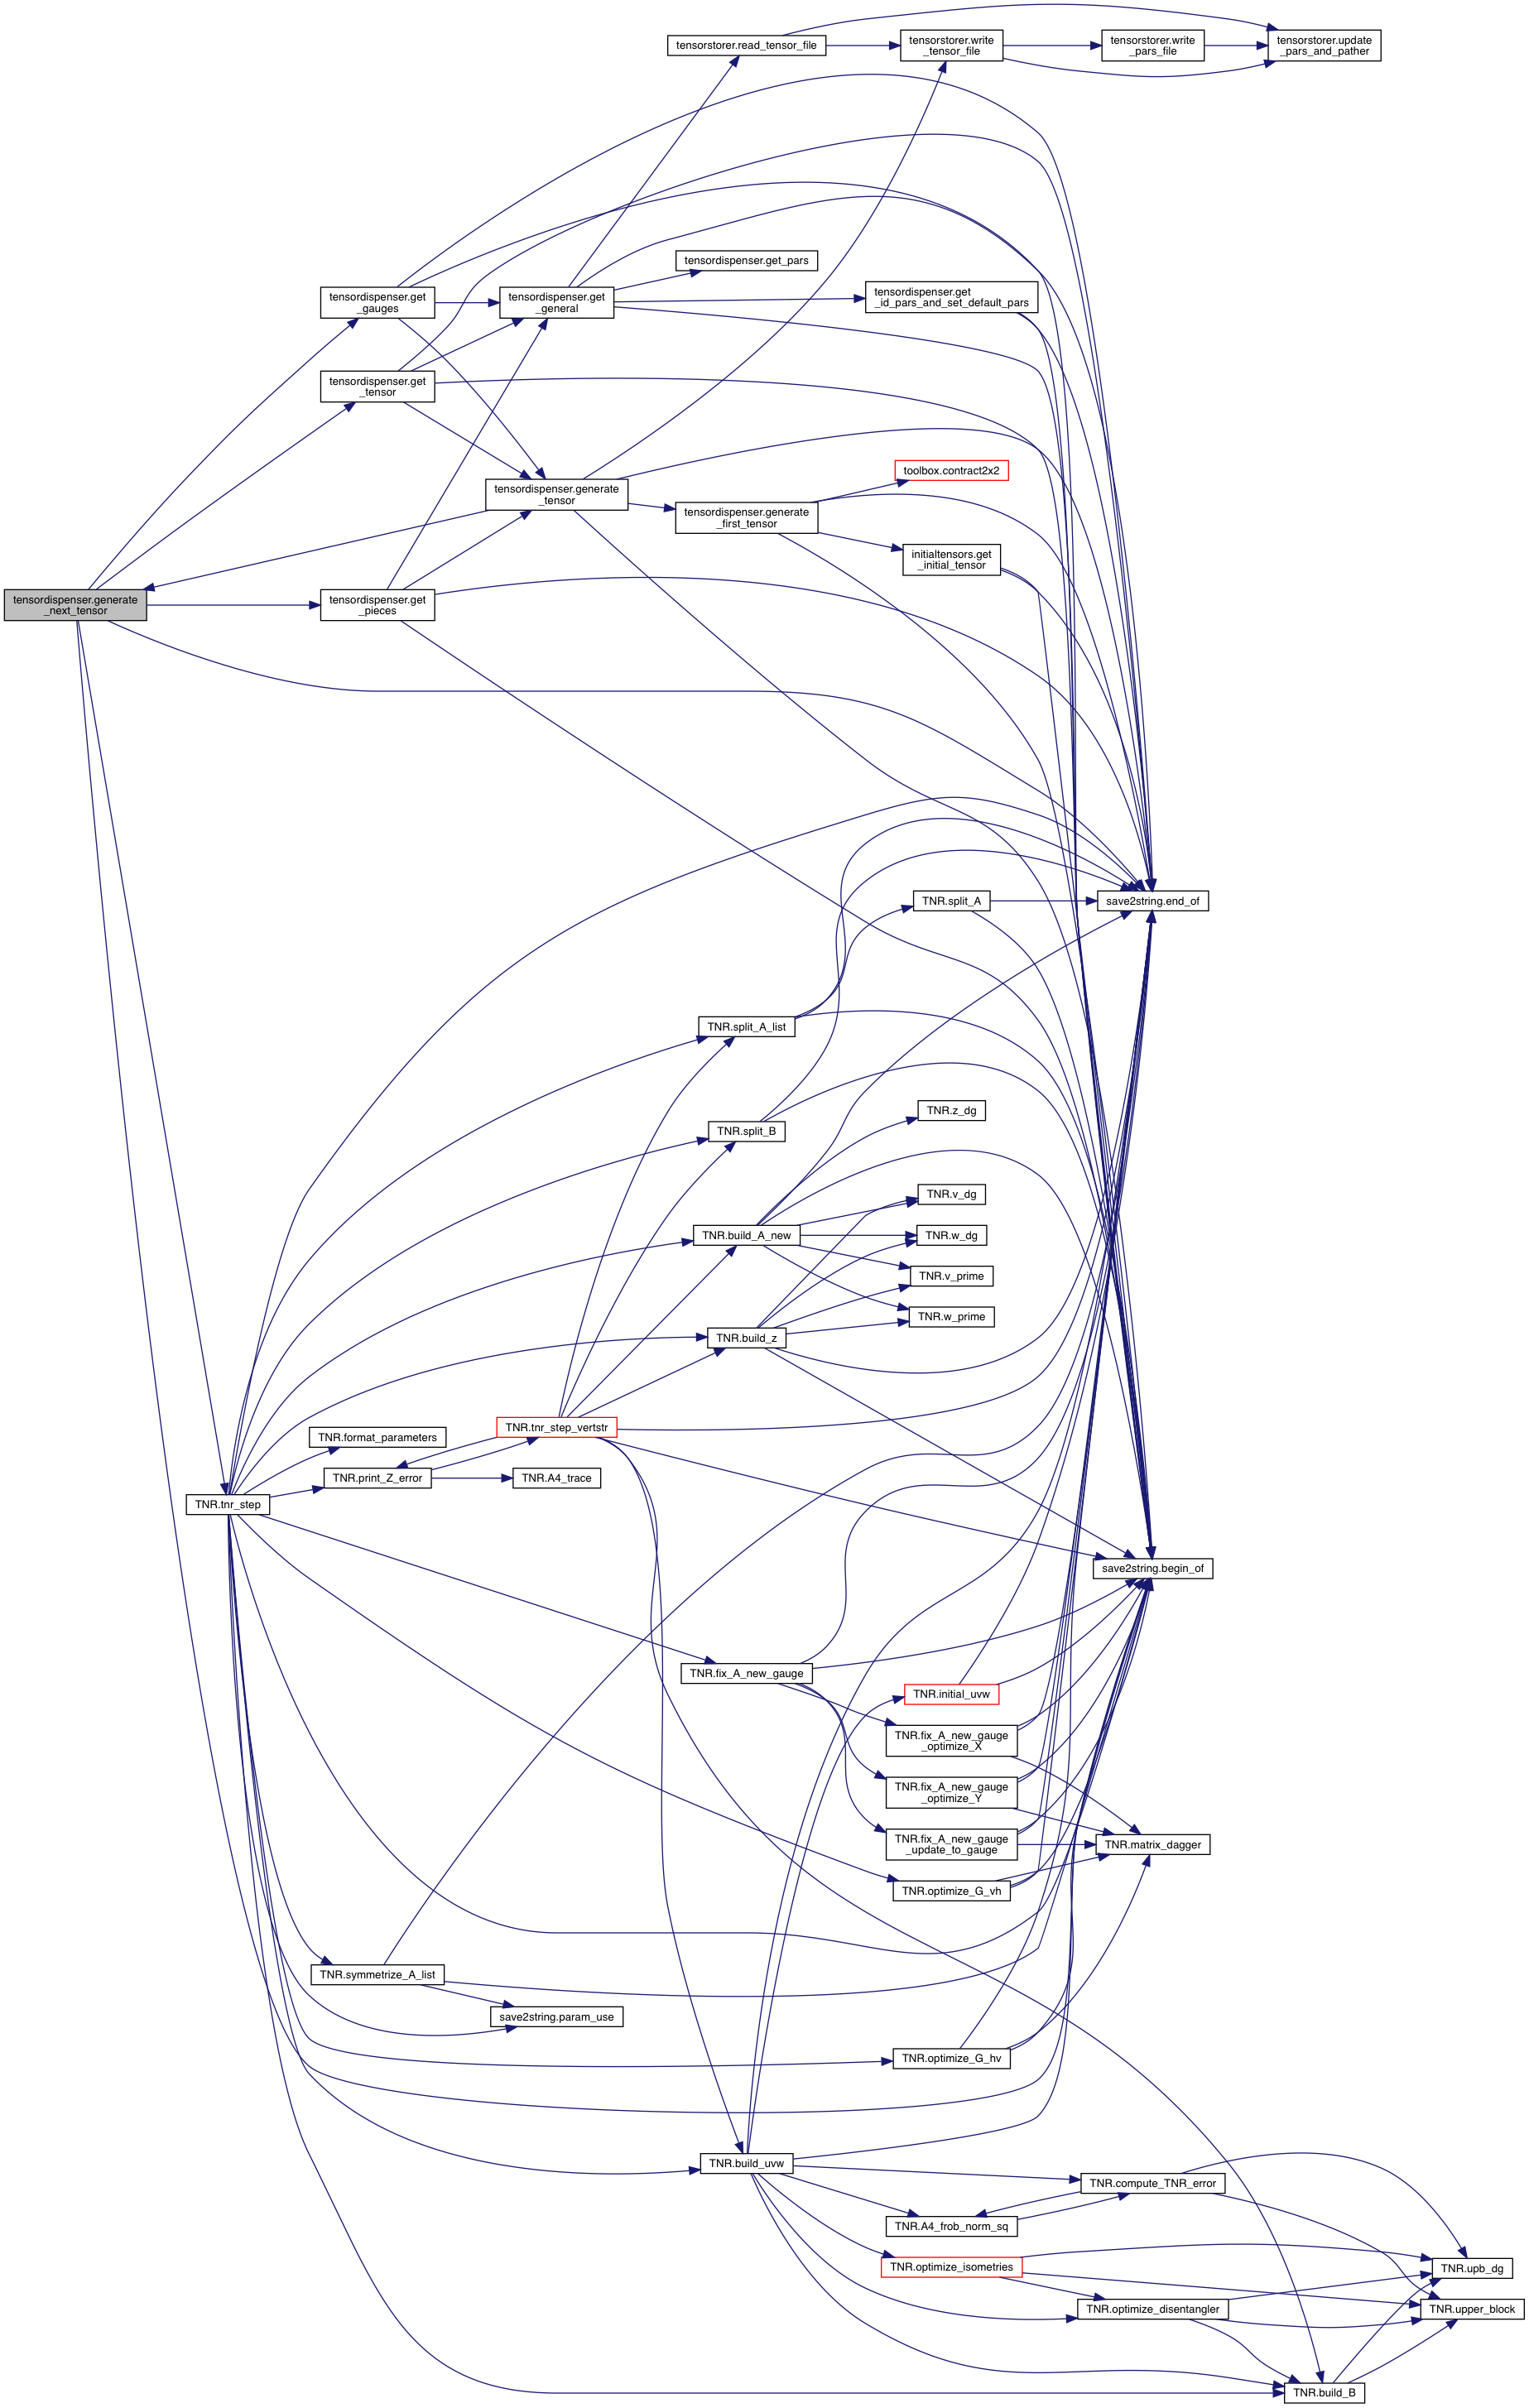 tensorstorer.read_tensor_file
tensorstorer.write
_tensor_file
tensorstorer.write
_pars_file
tensorstorer.update
_pars_and_pather
tensordispenser.get_pars
tensordispenser.get
_gauges
tensordispenser.get
_general
tensordispenser.get
_id_pars_and_set_default_pars
tensordispenser.get
_tensor
toolbox.contract2x2
tensordispenser.generate
_tensor
tensordispenser.generate
_first_tensor
initialtensors.get
_initial_tensor
tensordispenser.generate
_next_tensor
tensordispenser.get
_pieces
TNR.split_A
save2string.end_of
TNR.split_A_list
TNR.z_dg
TNR.split_B
TNR.v_dg
TNR.build_A_new
TNR.w_dg
TNR.v_prime
TNR.w_prime
TNR.build_z
TNR.tnr_step_vertstr
TNR.format_parameters
TNR.print_Z_error
TNR.A4_trace
TNR.tnr_step
save2string.begin_of
TNR.fix_A_new_gauge
TNR.initial_uvw
TNR.fix_A_new_gauge
_optimize_X
TNR.fix_A_new_gauge
_optimize_Y
TNR.fix_A_new_gauge
_update_to_gauge
TNR.matrix_dagger
TNR.optimize_G_vh
TNR.symmetrize_A_list
save2string.param_use
TNR.optimize_G_hv
TNR.build_uvw
TNR.compute_TNR_error
TNR.A4_frob_norm_sq
TNR.optimize_isometries
TNR.upb_dg
TNR.optimize_disentangler
TNR.upper_block
TNR.build_B